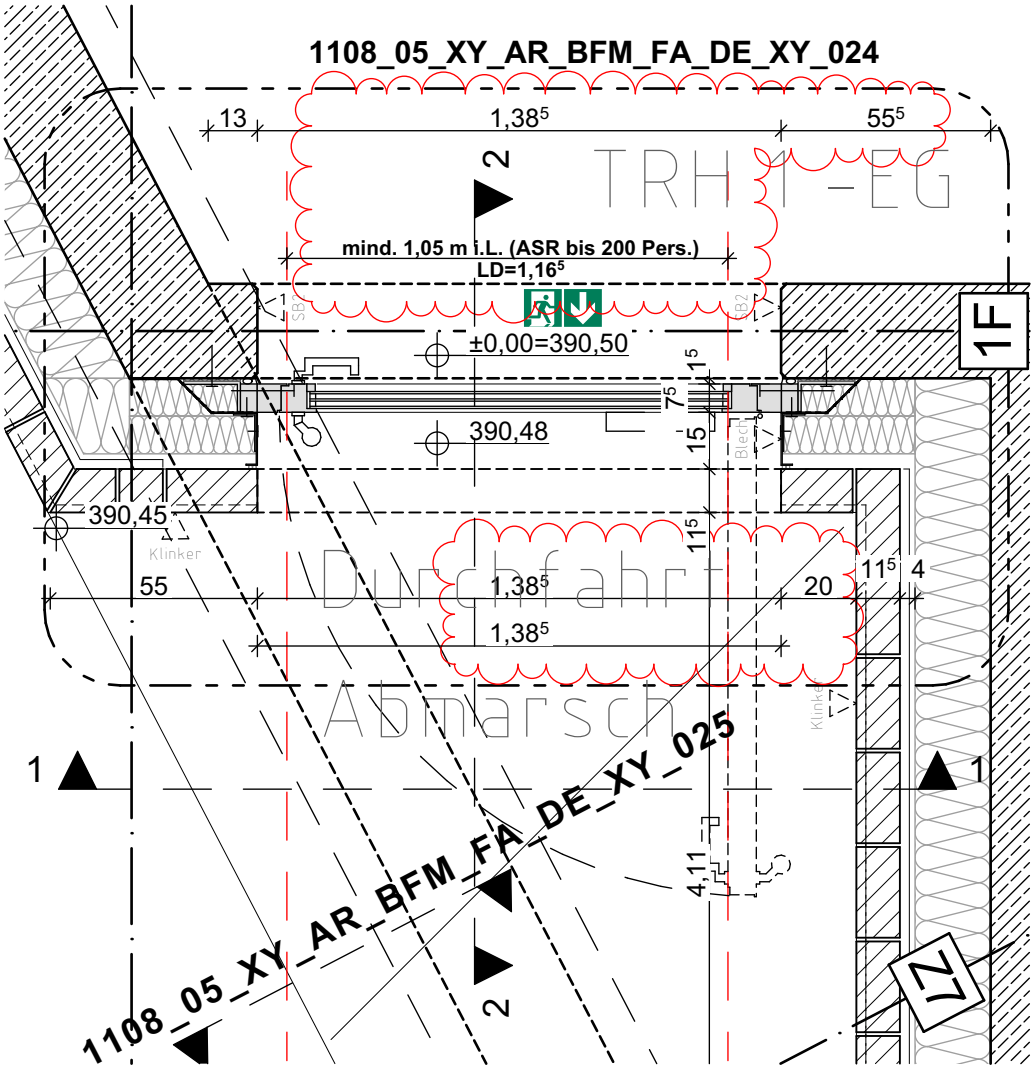 1108_05_XY_AR_BFM_FA_DE_XY_024
13 1,38⁵ 55⁵
2
TRH 1-EG
mind. 1,05 m i.L. (ASR bis 200 Pers.)
LD=1,16⁵
SB2
1F
±0,00=390,50
1⁵
7⁵
390,48
15
Blech
390,45
Klinker
11⁵
Durchfahrt
55 1,38⁵ 20 11⁵ 4
1,38⁵
Abmarsch
Klinker
1 1
1108_05_XY_AR_BFM_FA_DE_XY_025
4,11
2